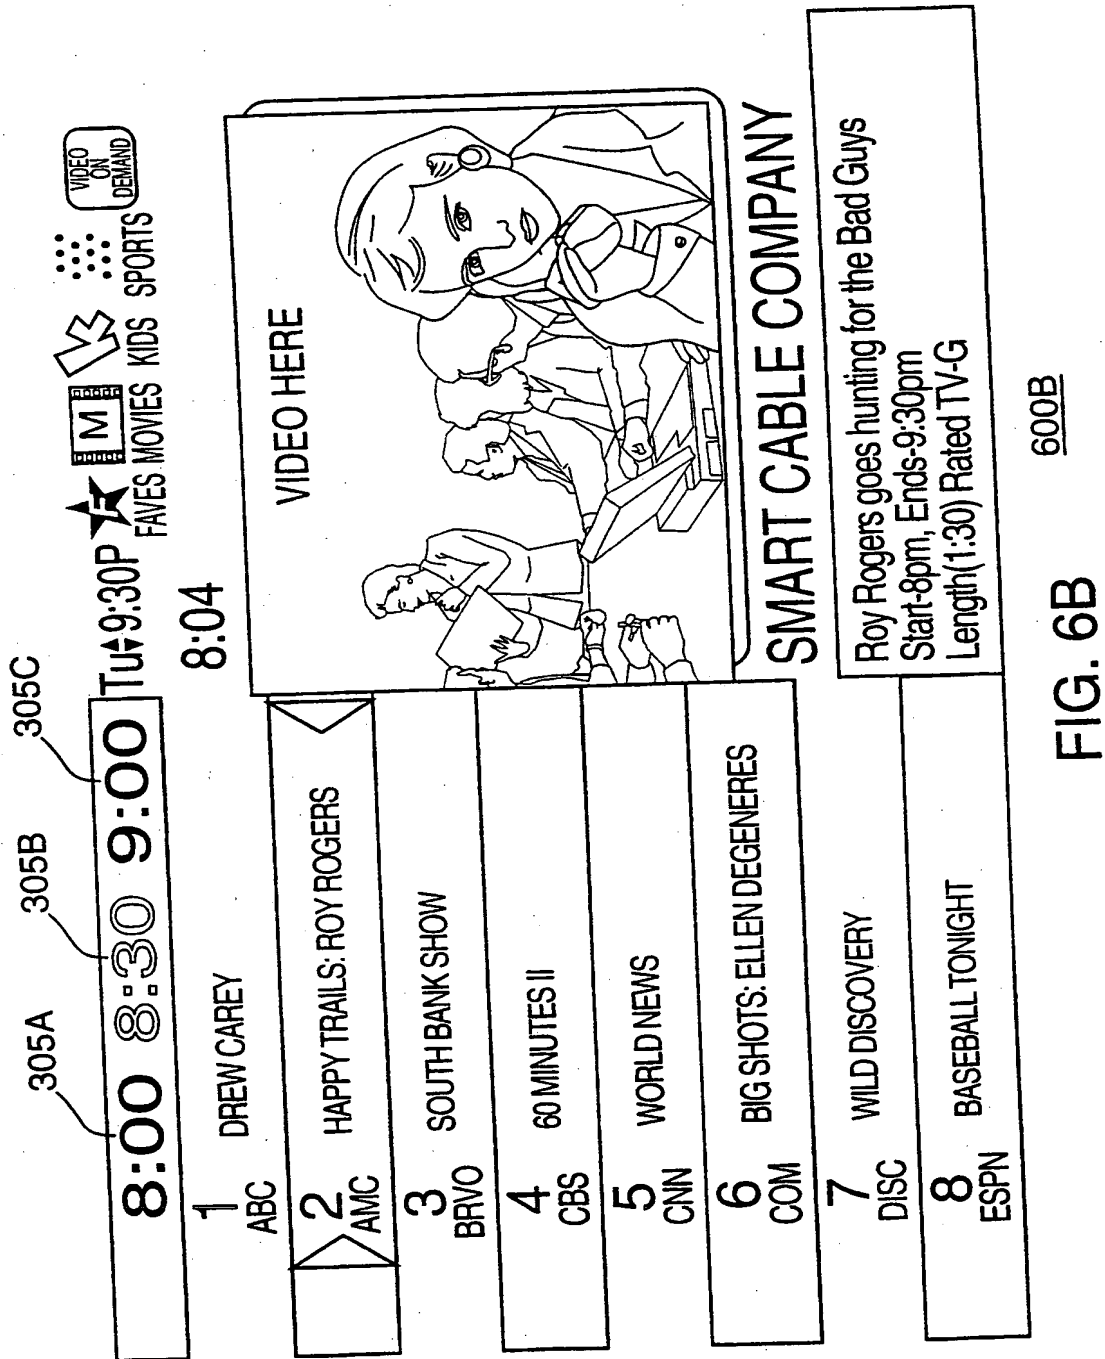 305A 305B 305C
8:00 8:30 9:00
Tu 9:30P
F
FAVES
M
MOVIES
KIDS
SPORTS
VIDEO
ON
DEMAND
8:04
1
ABC
DREW CAREY
2
AMC
HAPPY TRAILS: ROY ROGERS
3
BRVO
SOUTH BANK SHOW
4
CBS
60 MINUTES II
5
CNN
WORLD NEWS
6
COM
BIG SHOTS: ELLEN DEGENERES
7
DISC
WILD DISCOVERY
8
ESPN
BASEBALL TONIGHT
VIDEO HERE
SMART CABLE COMPANY
Roy Rogers goes hunting for the Bad Guys
Start-8pm, Ends-9:30pm
Length(1:30) Rated TV-G
600B
FIG. 6B